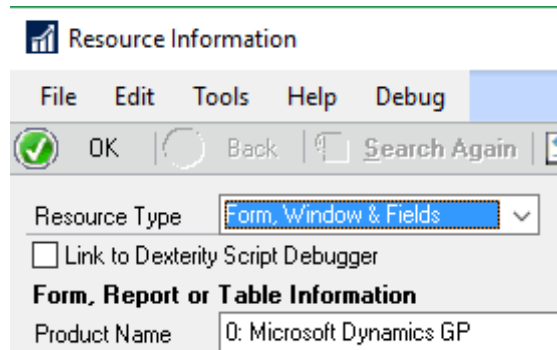 Resource Information
File Edit Tools Help Debug
OK Back Search Again
Resource Type Form, Window & Fields
Link to Dexterity Script Debugger
Form, Report or Table Information
Product Name 0: Microsoft Dynamics GP